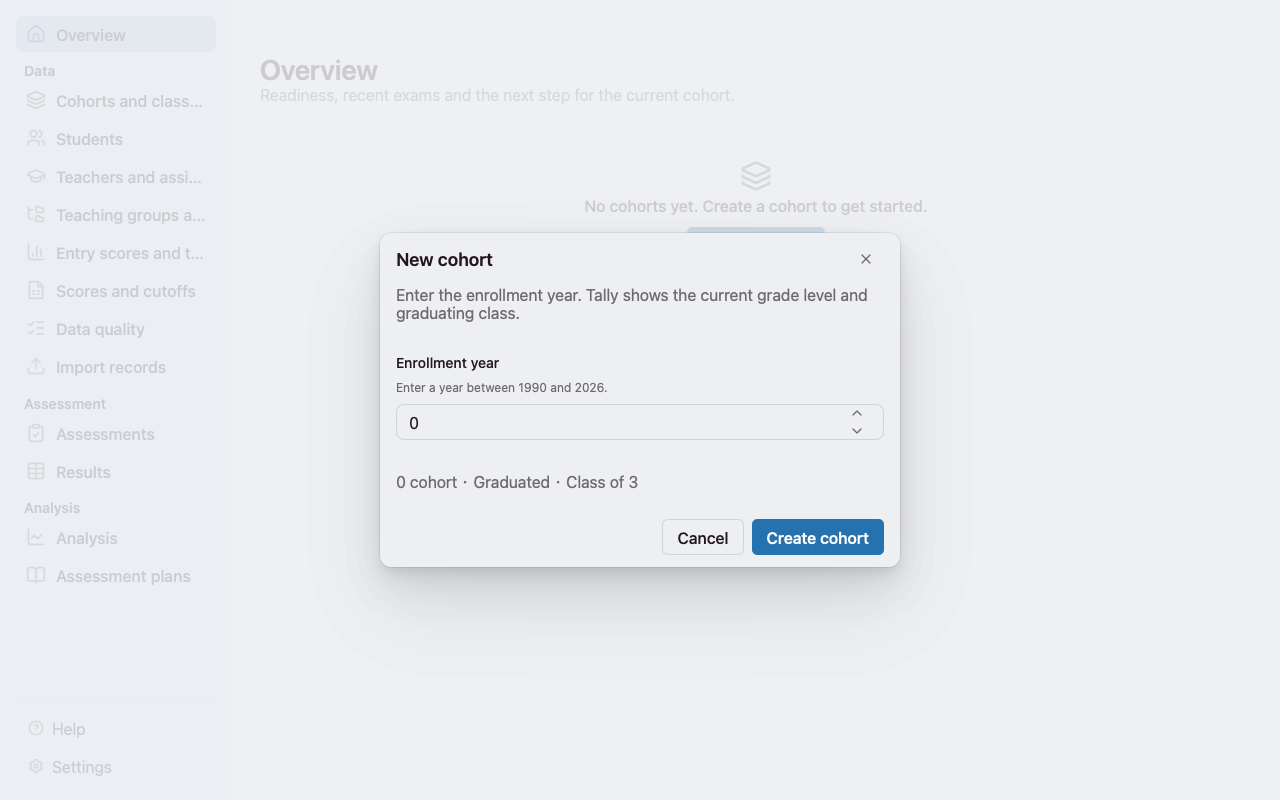 Overview
Data
Cohorts and class...
Students
Teachers and assi...
Teaching groups a...
Entry scores and t...
Scores and cutoffs
Data quality
Import records
Assessment
Assessments
Results
Analysis
Analysis
Assessment plans
Help
Settings
Overview
Readiness, recent exams and the next step for the current cohort.
No cohorts yet. Create a cohort to get started.
New cohort
Enter the enrollment year. Tally shows the current grade level and
graduating class.
Enrollment year
Enter a year between 1990 and 2026.
0
0 cohort · Graduated · Class of 3
Cancel
Create cohort